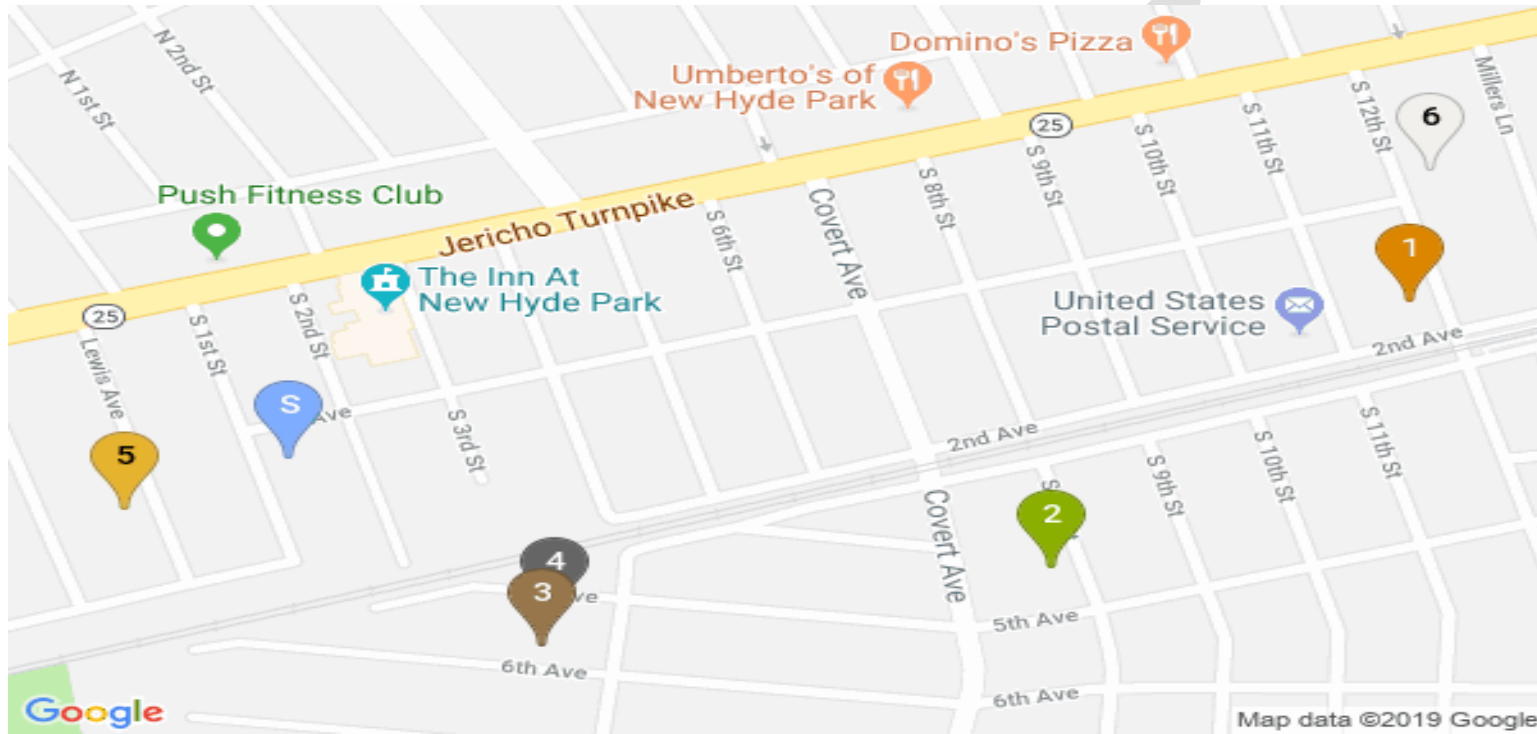 N 1st St
N 2nd St
Domino's Pizza
Umberto's of
New Hyde Park
25
S 12th St
6
Millers Ln
S 11th St
S 10th St
S 9th St
S 8th St
Push Fitness Club
Jericho Turnpike
S 6th St
Covert Ave
The Inn At
New Hyde Park
1
United States
Postal Service
2nd Ave
25
Lewis Ave
S 1st St
S 2nd St
S
Ave
S 3rd St
5
2nd Ave
S 11th St
S 10th St
S 9th St
S
2
Covert Ave
4
3
ve
5th Ave
6th Ave
6th Ave
Google
Map data ©2019 Google